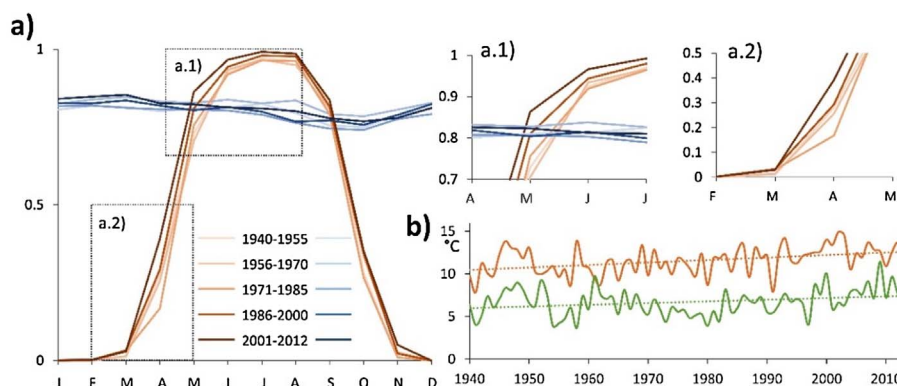 a)
1
0.5
0
a.1)
a.2)
1940-1955
1956-1970
1971-1985
1986-2000
2001-2012
J F M A M J J A S O N D
a.1)
1
0.9
0.8
0.7
A M J J
a.2)
0.5
0.4
0.3
0.2
0.1
0
F M A M
b)
°C
15
10
5
0
1940 1950 1960 1970 1980 1990 2000 2010